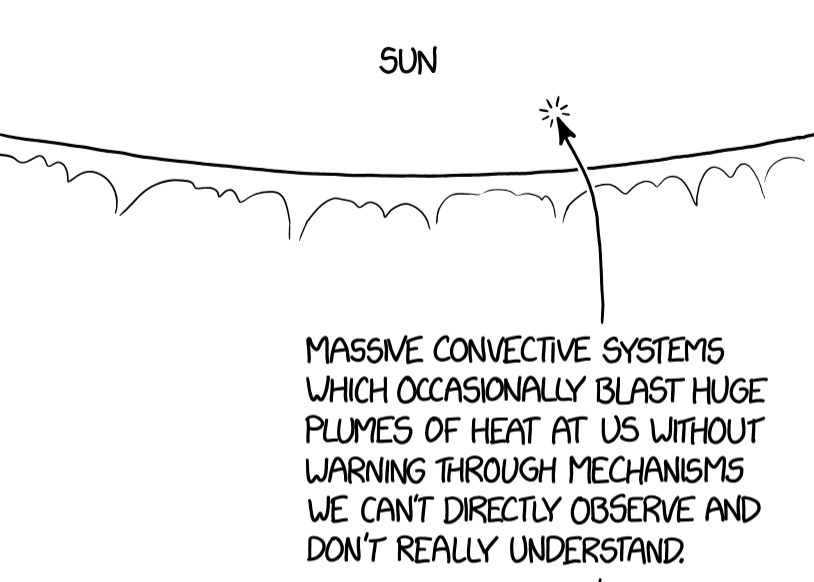 SUN
MASSIVE CONVECTIVE SYSTEMS
WHICH OCCASIONALLY BLAST HUGE
PLUMES OF HEAT AT US WITHOUT
WARNING THROUGH MECHANISMS
WE CAN'T DIRECTLY OBSERVE AND
DON'T REALLY UNDERSTAND.